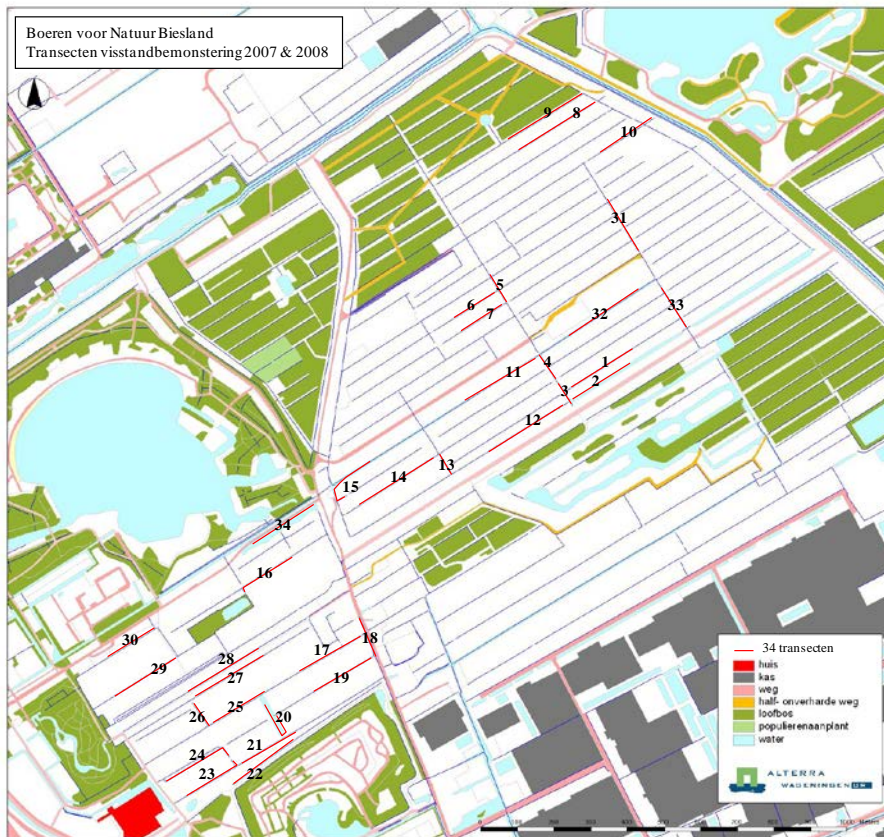 Boeren voor Natuur Biesland
Transecten visstandbemonstering 2007 & 2008
9
8
10
31
5
6
7
33
32
4
1
11
2
3
12
13
14
15
34
16
30
17
18
28
29
27
19
25
26
20
21
24
23
22
34 transecten
huis
kas
weg
half- onverharde weg
loofbos
populierenaanplant
water
ALTERRA
WAGENINGEN UR